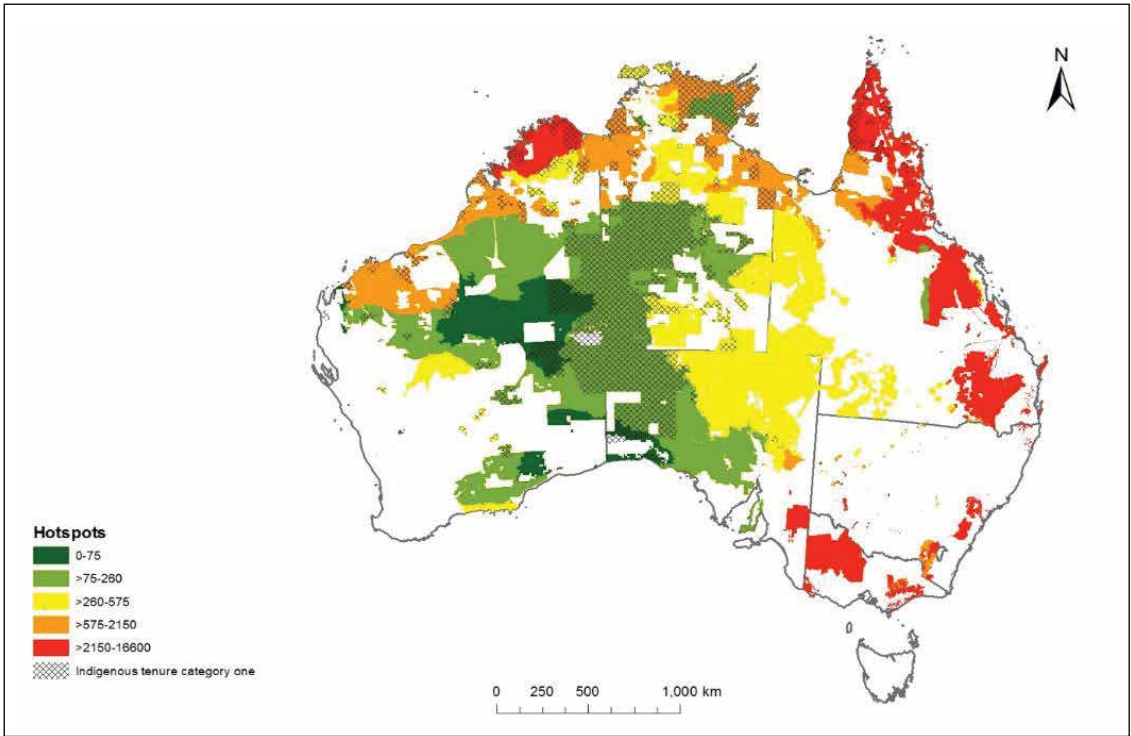 N
Hotspots
0-75
>75-260
>260-575
>575-2150
>2150-16600
Indigenous tenure category one
0 250 500 1,000 km